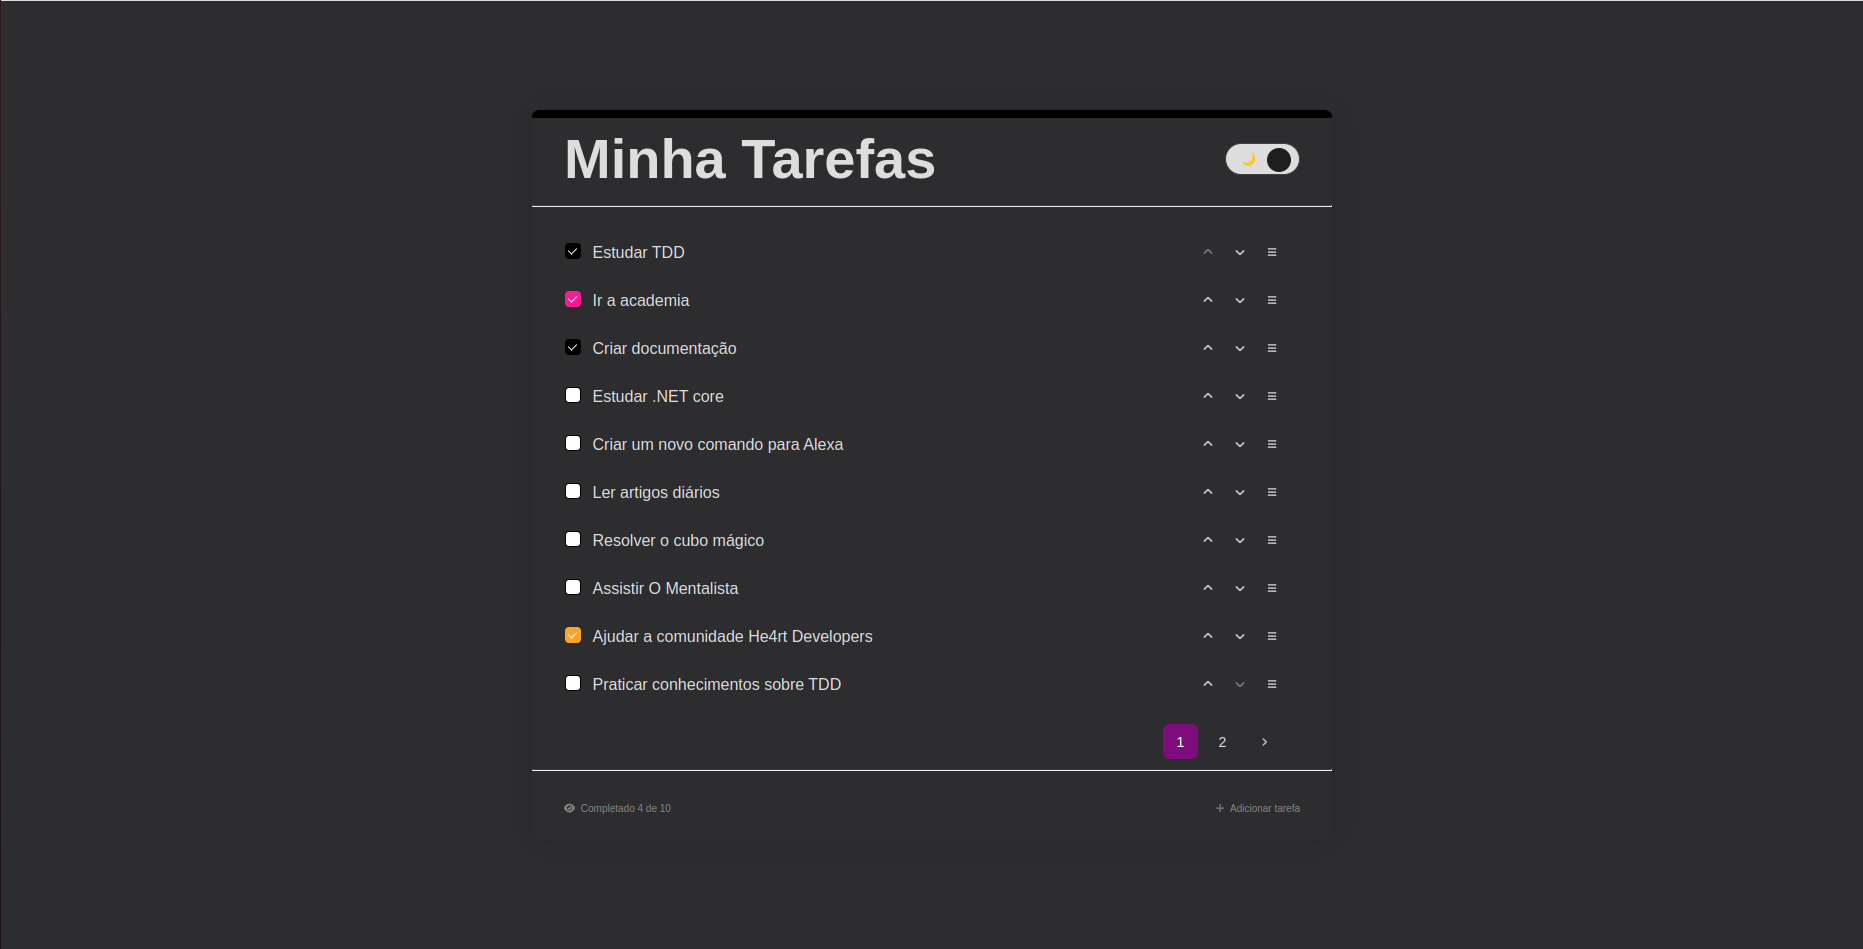 Minha Tarefas
Estudar TDD
Ir a academia
Criar documentação
Estudar .NET core
Criar um novo comando para Alexa
Ler artigos diários
Resolver o cubo mágico
Assistir O Mentalista
Ajudar a comunidade He4rt Developers
Praticar conhecimentos sobre TDD
1 2
Completado 4 de 10 Adicionar tarefa